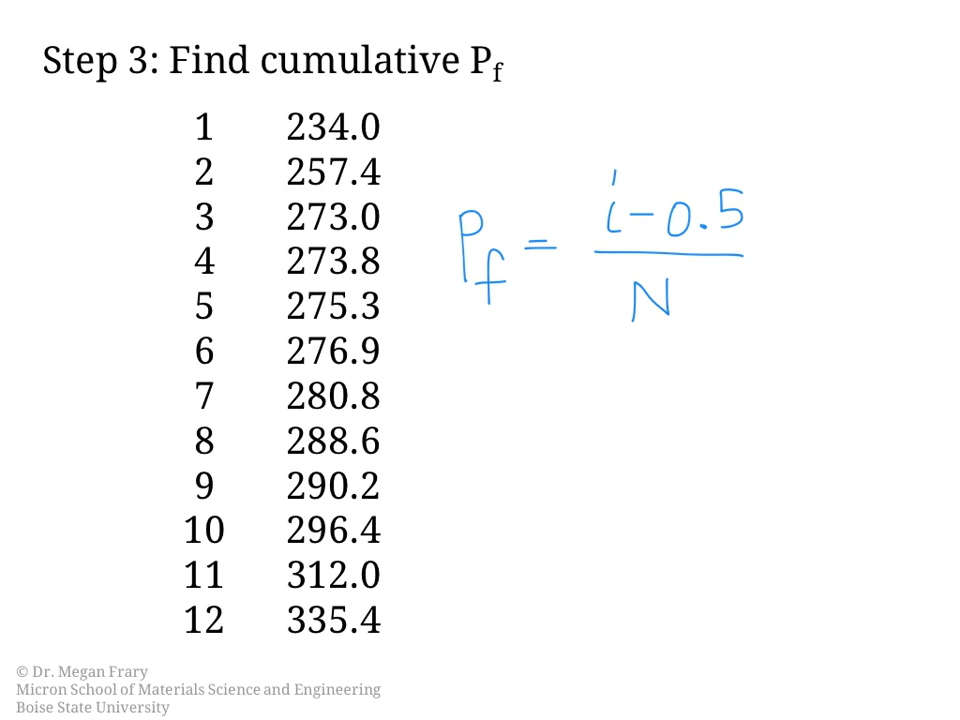 Step 3: Find cumulative Pf
1 234.0
2 257.4
3 273.0
4 273.8
5 275.3
6 276.9
7 280.8
8 288.6
9 290.2
10 296.4
11 312.0
12 335.4
Pf = i - 0.5
N
© Dr. Megan Frary
Micron School of Materials Science and Engineering
Boise State University